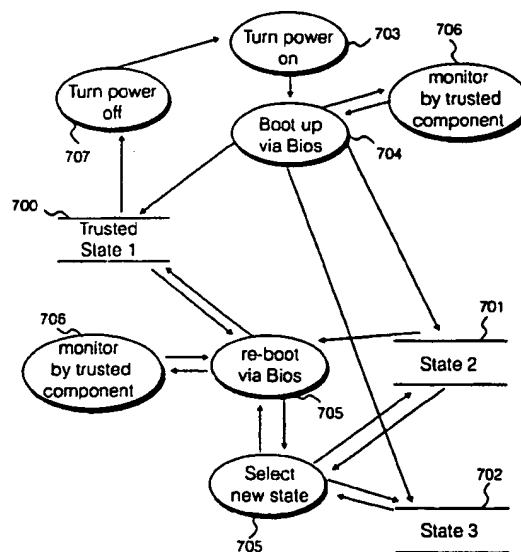 Turn power
on
703
706
monitor
by trusted
component
Turn power
off
707
Boot up
via Bios
704
700
Trusted
State 1
706
monitor
by trusted
component
re-boot
via Bios
705
701
State 2
Select
new state
705
702
State 3